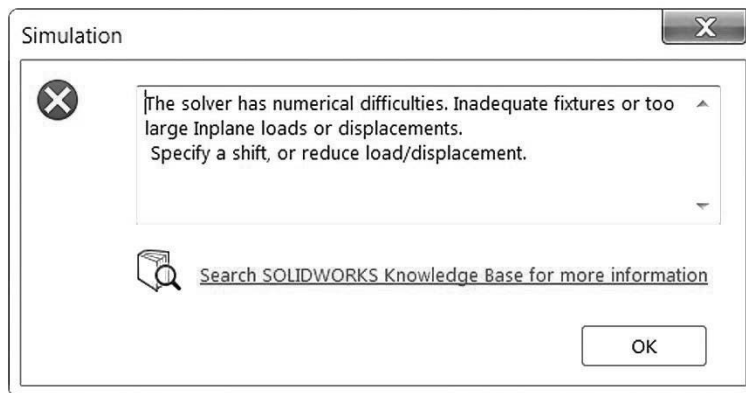 Simulation
The solver has numerical difficulties. Inadequate fixtures or too
large Inplane loads or displacements.
Specify a shift, or reduce load/displacement.
Search SOLIDWORKS Knowledge Base for more information
OK